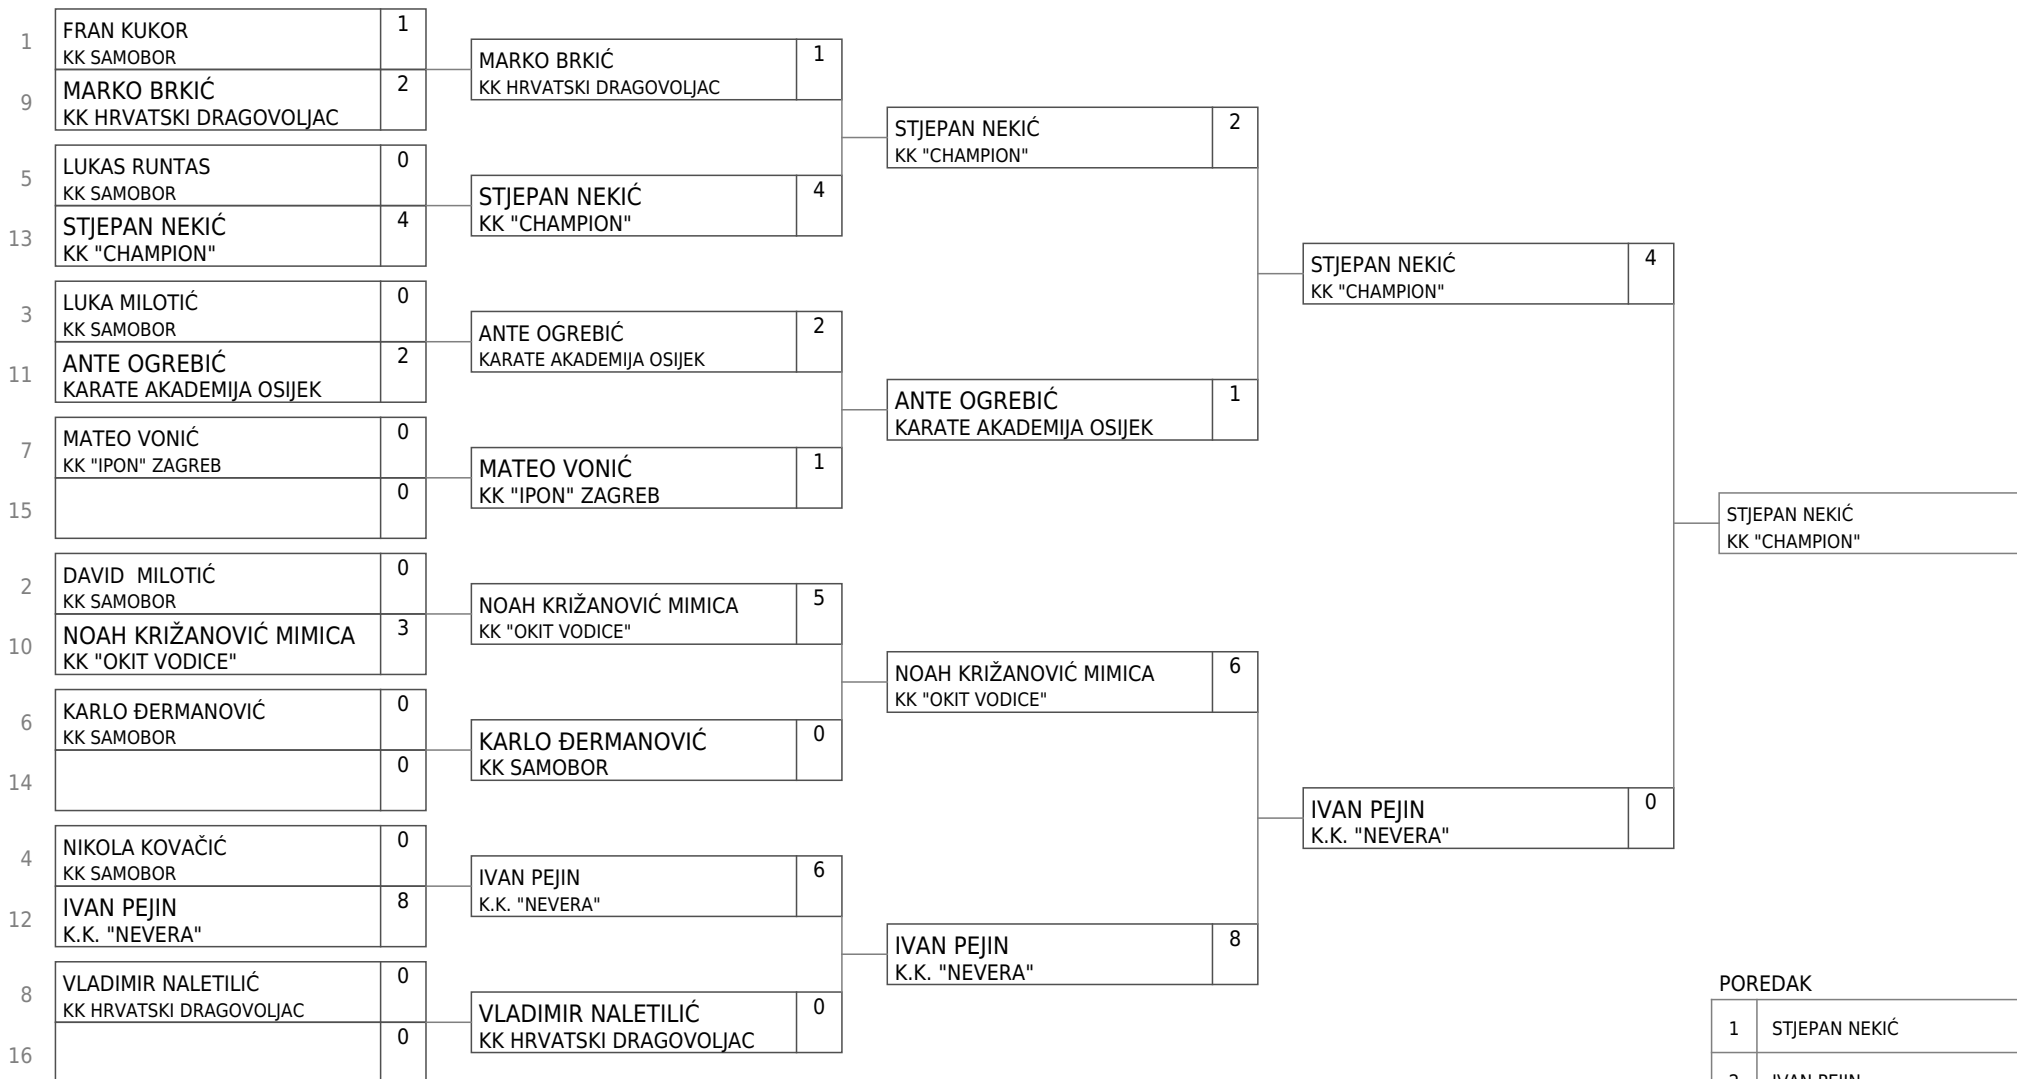 1
FRAN KUKOR
KK SAMOBOR
1
9
MARKO BRKIĆ
KK HRVATSKI DRAGOVOLJAC
2
5
LUKAS RUNTAS
KK SAMOBOR
0
13
STJEPAN NEKIĆ
KK "CHAMPION"
4
3
LUKA MILOTIĆ
KK SAMOBOR
0
11
ANTE OGREBIĆ
KARATE AKADEMIJA OSIJEK
2
7
MATEO VONIĆ
KK "IPON" ZAGREB
0
15
0
2
DAVID  MILOTIĆ
KK SAMOBOR
0
10
NOAH KRIŽANOVIĆ MIMICA
KK "OKIT VODICE"
3
6
KARLO ĐERMANOVIĆ
KK SAMOBOR
0
14
0
4
NIKOLA KOVAČIĆ
KK SAMOBOR
0
12
IVAN PEJIN
K.K. "NEVERA"
8
8
VLADIMIR NALETILIĆ
KK HRVATSKI DRAGOVOLJAC
0
16
0
MARKO BRKIĆ
KK HRVATSKI DRAGOVOLJAC
1
STJEPAN NEKIĆ
KK "CHAMPION"
4
ANTE OGREBIĆ
KARATE AKADEMIJA OSIJEK
2
MATEO VONIĆ
KK "IPON" ZAGREB
1
NOAH KRIŽANOVIĆ MIMICA
KK "OKIT VODICE"
5
KARLO ĐERMANOVIĆ
KK SAMOBOR
0
IVAN PEJIN
K.K. "NEVERA"
6
VLADIMIR NALETILIĆ
KK HRVATSKI DRAGOVOLJAC
0
STJEPAN NEKIĆ
KK "CHAMPION"
2
ANTE OGREBIĆ
KARATE AKADEMIJA OSIJEK
1
NOAH KRIŽANOVIĆ MIMICA
KK "OKIT VODICE"
6
IVAN PEJIN
K.K. "NEVERA"
8
STJEPAN NEKIĆ
KK "CHAMPION"
4
IVAN PEJIN
K.K. "NEVERA"
0
STJEPAN NEKIĆ
KK "CHAMPION"
POREDAK
1 STJEPAN NEKIĆ
2 IVAN PEJIN